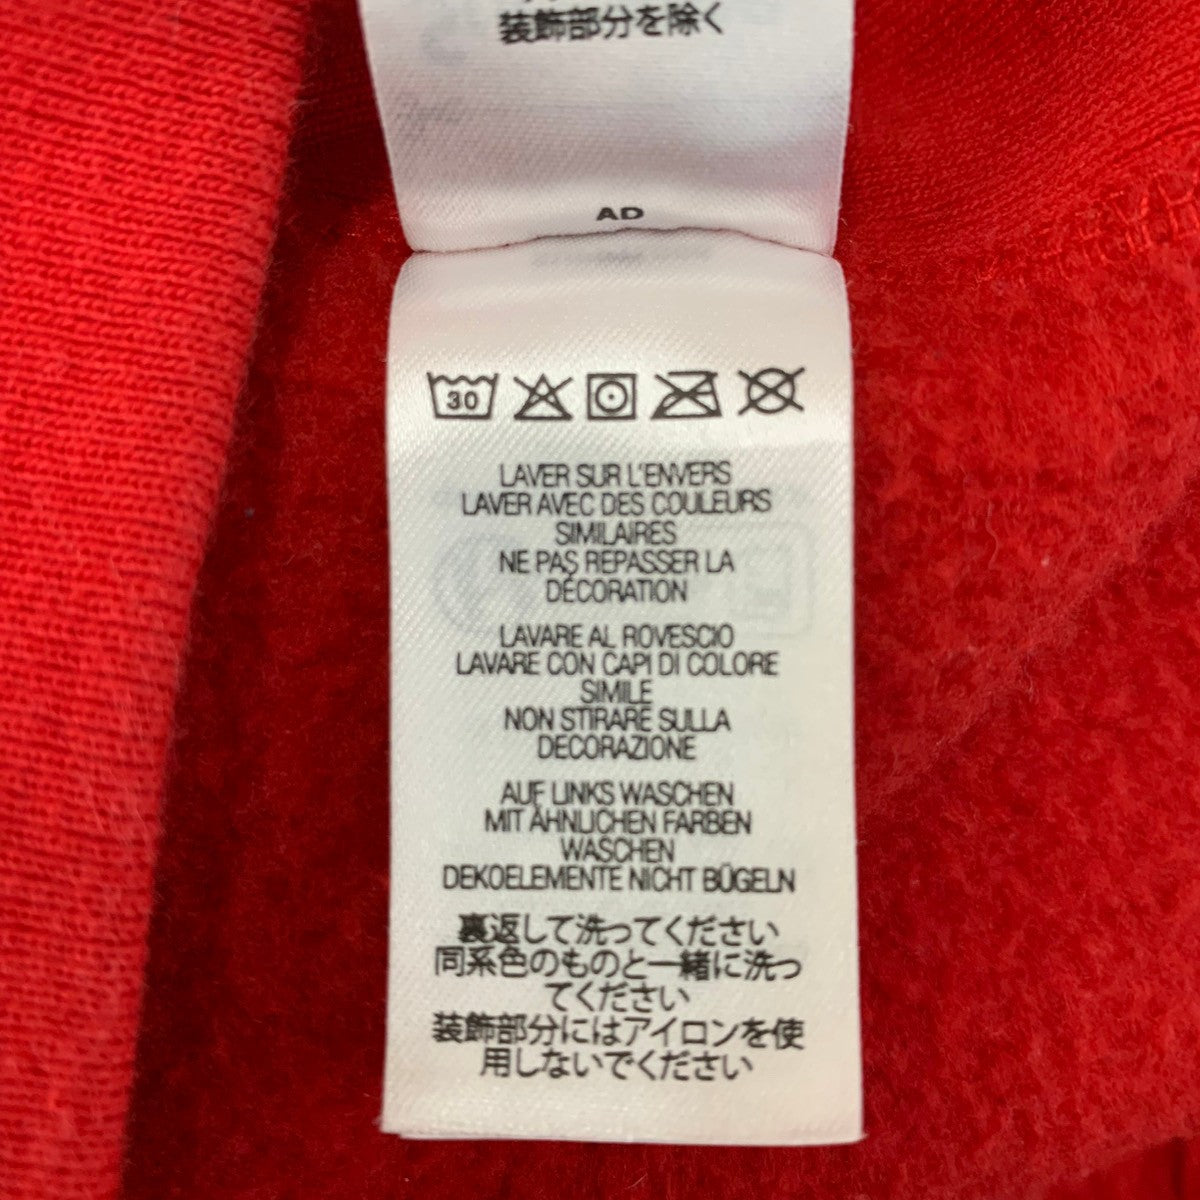 装飾部分を除く
AD
30
LAVER SUR L'ENVERS
LAVER AVEC DES COULEURS
SIMILAIRES
NE PAS REPASSER LA
DÉCORATION
LAVARE AL ROVESCIO
LAVARE CON CAPI DI COLORE
SIMILE
NON STIRARE SULLA
DECORAZIONE
AUF LINKS WASCHEN
MIT ÄHNLICHEN FARBEN
WASCHEN
DEKOELEMENTE NICHT BÜGELN
裏返して洗ってください
同系色のものと一緒に洗っ
てください
装飾部分にはアイロンを使
用しないでください